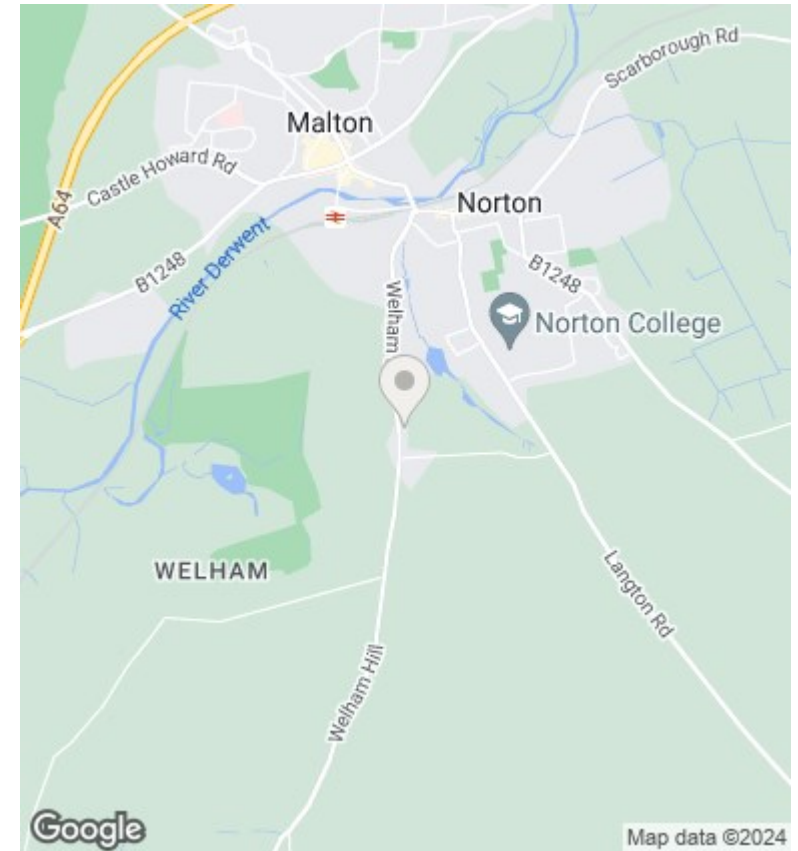 Scarborough Rd
Malton
Castle Howard Rd
A64
Norton
B1248
River Derwent
B1248
Welham
Norton College
WELHAM
Langton Rd
Welham Hill
Google
Map data ©2024